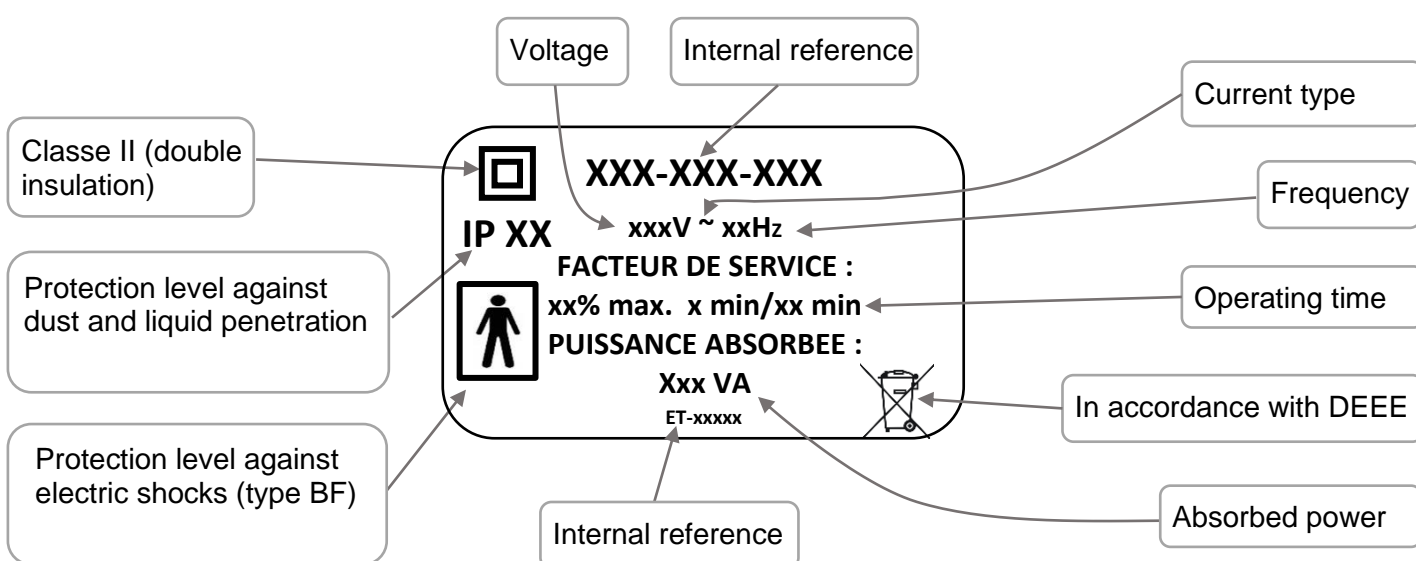 Voltage
Internal reference
Current type
Classe II (double
insulation)
XXX-XXX-XXX
Frequency
IP XX
xxxV ~ xxHz
FACTEUR DE SERVICE :
Protection level against
dust and liquid penetration
xx% max. x min/xx min
Operating time
PUISSANCE ABSORBEE :
Xxx VA
In accordance with DEEE
ET-xxxxx
Protection level against
electric shocks (type BF)
Absorbed power
Internal reference